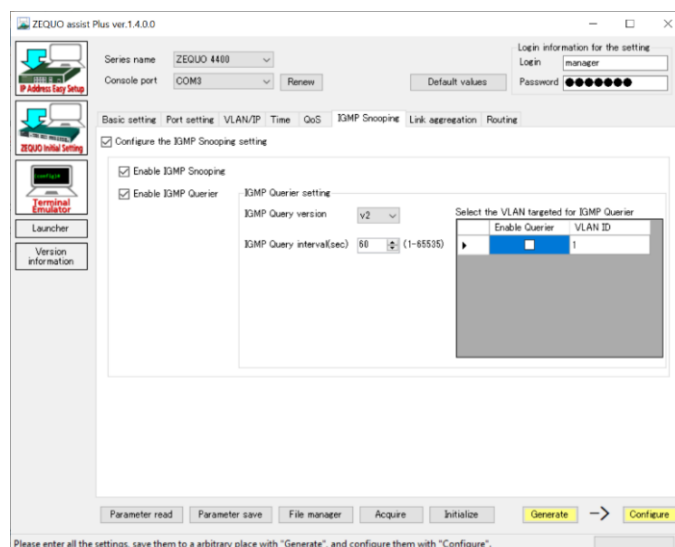 ZEQUO assist Plus ver.1.4.0.0
IP Address Easy Setup
ZEQUO Initial Setting
Terminal
Emulator
Launcher
Version
information
Series name ZEQUO 4400
Console port COM3 Renew Default values
Login information for the setting
Login manager
Password ●●●●●●●
Basic setting Port setting VLAN/IP Time QoS IGMP Snooping Link aggregation Routing
Configure the IGMP Snooping setting
Enable IGMP Snooping
Enable IGMP Querier
IGMP Querier setting
IGMP Query version v2
IGMP Query interval(sec) 60 (1-65535)
Select the VLAN targeted for IGMP Querier
Enable Querier VLAN ID
1
Parameter read Parameter save File manager Acquire Initialize Generate –> Configure
Please enter all the settings, save them to a arbitrary place with "Generate", and configure them with "Configure".